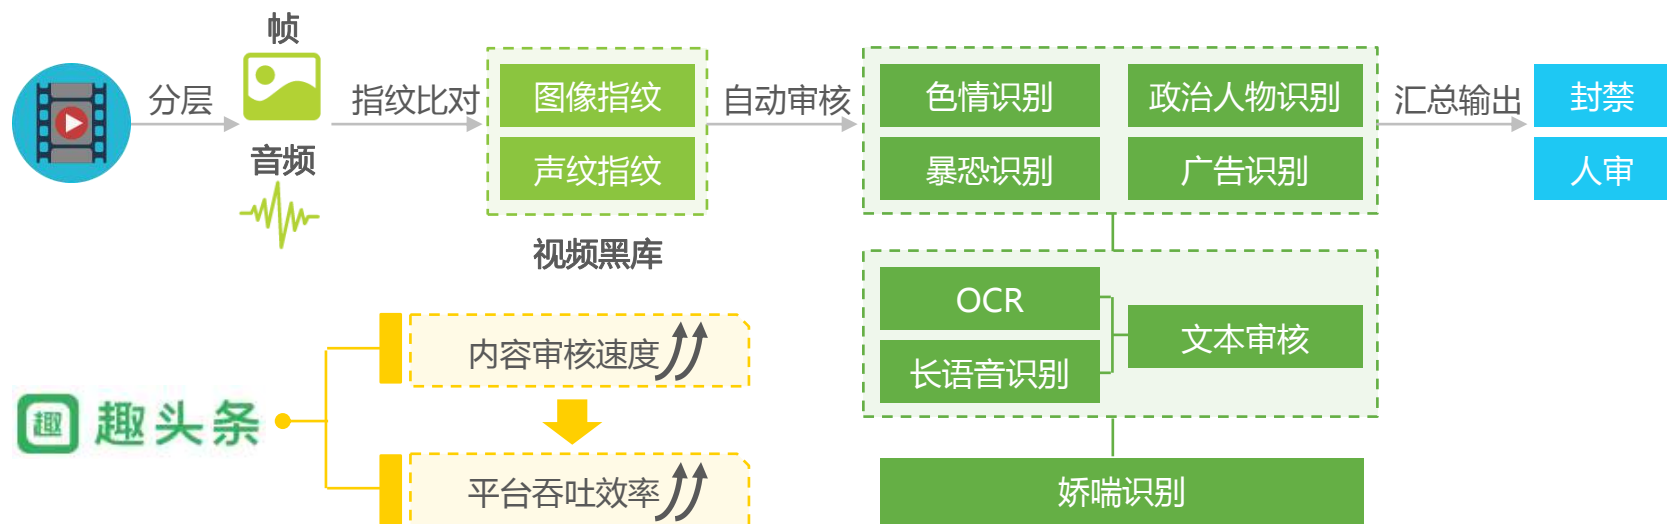 帧
分层
音频
指纹比对
图像指纹
声纹指纹
视频黑库
自动审核
色情识别
政治人物识别
暴恐识别
广告识别
汇总输出
封禁
人审
OCR
长语音识别
文本审核
娇喘识别
趣
趣头条
内容审核速度
平台吞吐效率